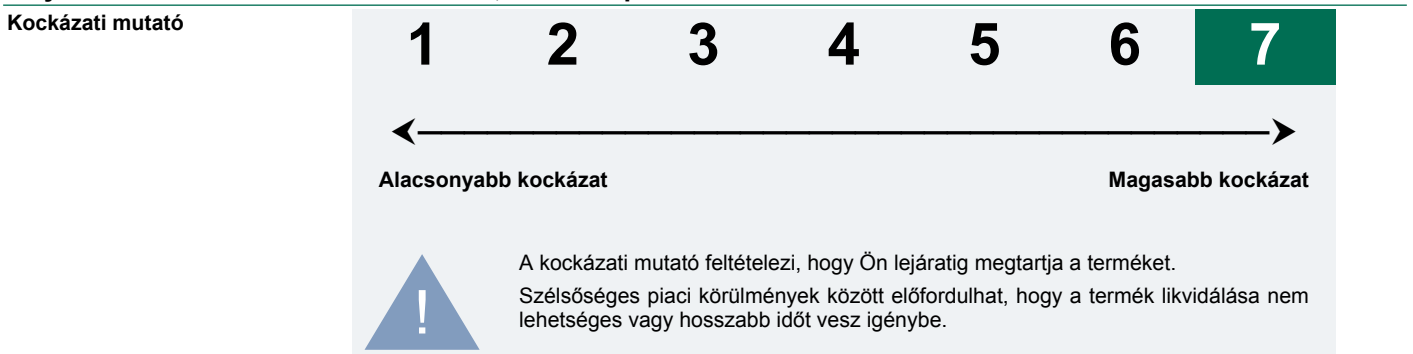 Kockázati mutató
1 2 3 4 5 6 7
Alacsonyabb kockázat Magasabb kockázat
!
A kockázati mutató feltételezi, hogy Ön lejáratig megtartja a terméket.
Szélsőséges piaci körülmények között előfordulhat, hogy a termék likvidálása nem
lehetséges vagy hosszabb időt vesz igénybe.